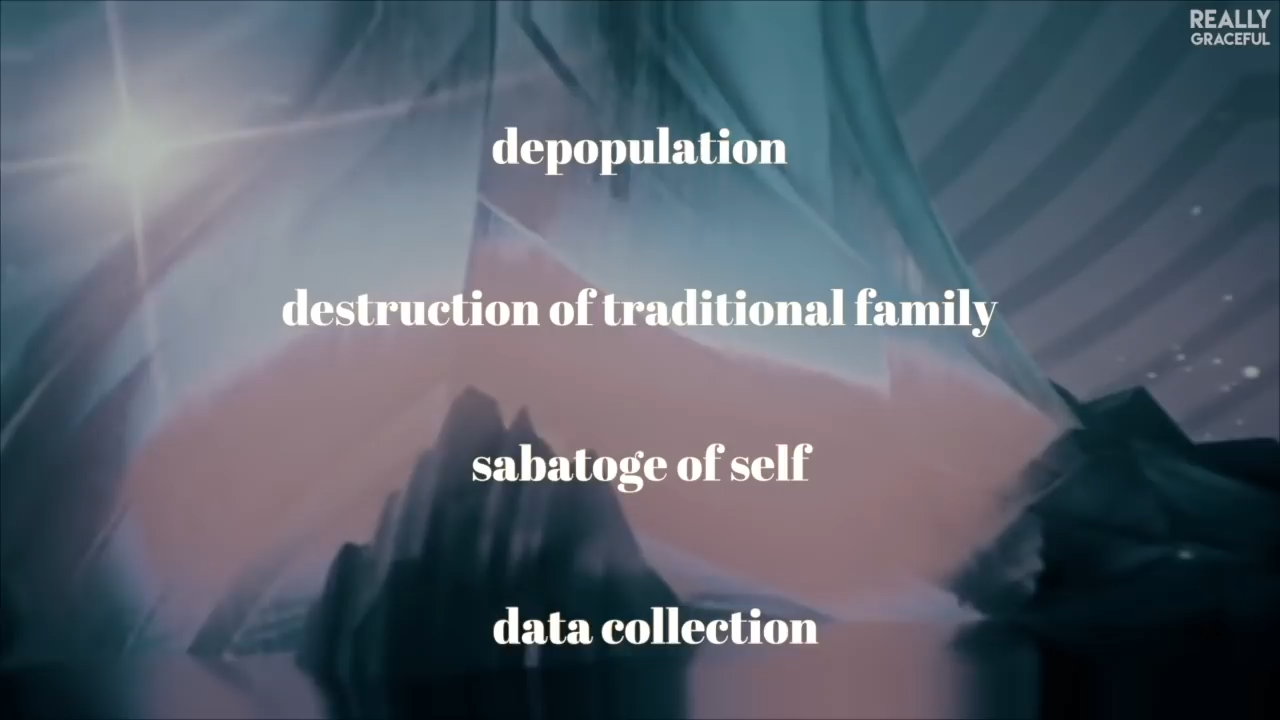 REALLY
GRACEFUL
depopulation
destruction of traditional family
sabatoge of self
data collection